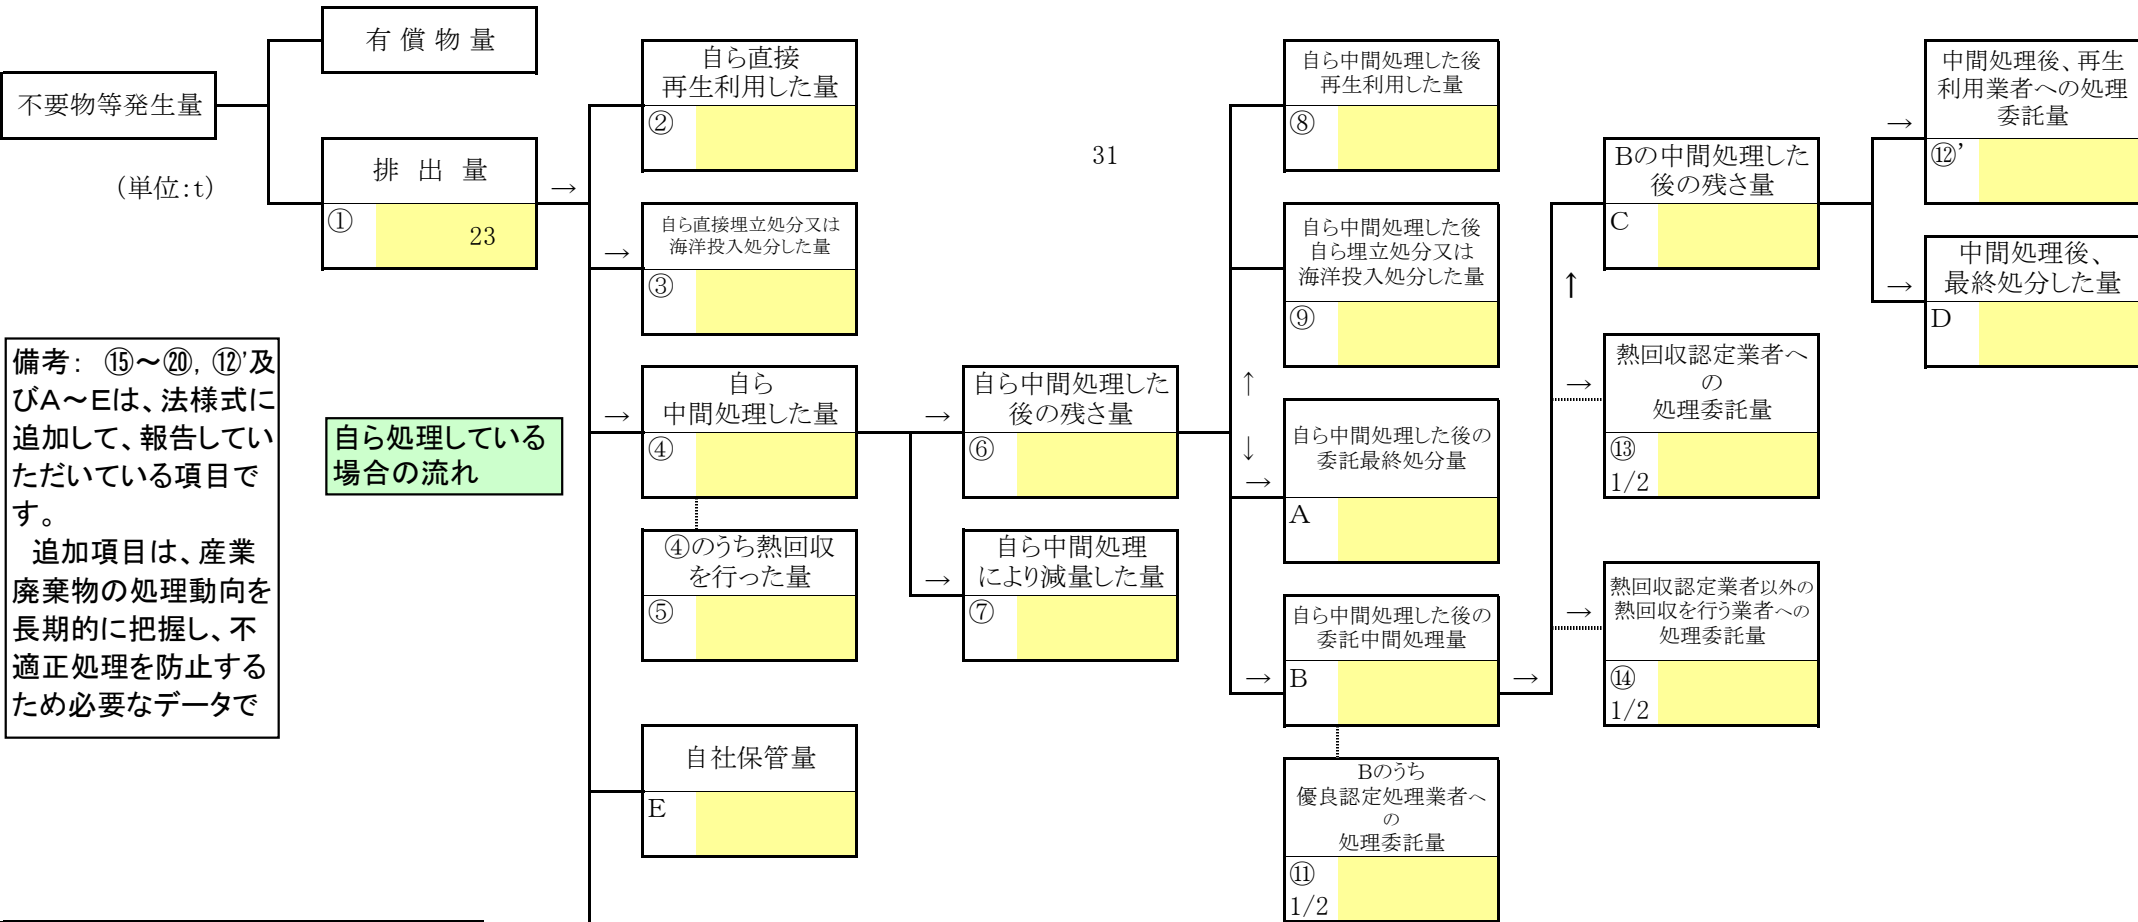 有 償 物 量
不要物等発生量
(単位:t)
排 出 量
→
①
23
備考: ⑮～⑳, ⑫'及
びA～Eは、法様式に
追加して、報告してい
ただいている項目で
す。
追加項目は、産業
廃棄物の処理動向を
長期的に把握し、不
適正処理を防止する
ため必要なデータで
自ら処理している
場合の流れ
自ら直接
再生利用した量
②
→
自ら直接埋立処分又は
海洋投入処分した量
③
→
自ら
中間処理した量
④
④のうち熱回収
を行った量
⑤
自社保管量
E
31
→
自ら中間処理した
後の残さ量
⑥
→
自ら中間処理
により減量した量
⑦
自ら中間処理した後
再生利用した量
⑧
自ら中間処理した後
自ら埋立処分又は
海洋投入処分した量
⑨
↑
↓
→
自ら中間処理した後の
委託最終処分量
A
自ら中間処理した後の
委託中間処理量
→
B
→
Bのうち
優良認定処理業者へ
の
処理委託量
⑪
1/2
Bの中間処理した
後の残さ量
C
↑
→
熱回収認定業者へ
の
処理委託量
⑬
1/2
→
熱回収認定業者以外の
熱回収を行う業者への
処理委託量
⑭
1/2
→
中間処理後、再生
利用業者への処理
委託量
⑫’
→
中間処理後、
最終処分した量
D